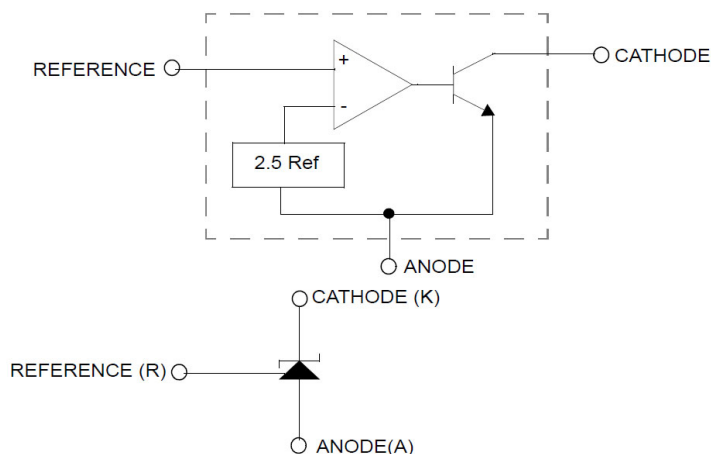 REFERENCE
+
-
CATHODE
2.5 Ref
ANODE
CATHODE (K)
REFERENCE (R)
ANODE(A)